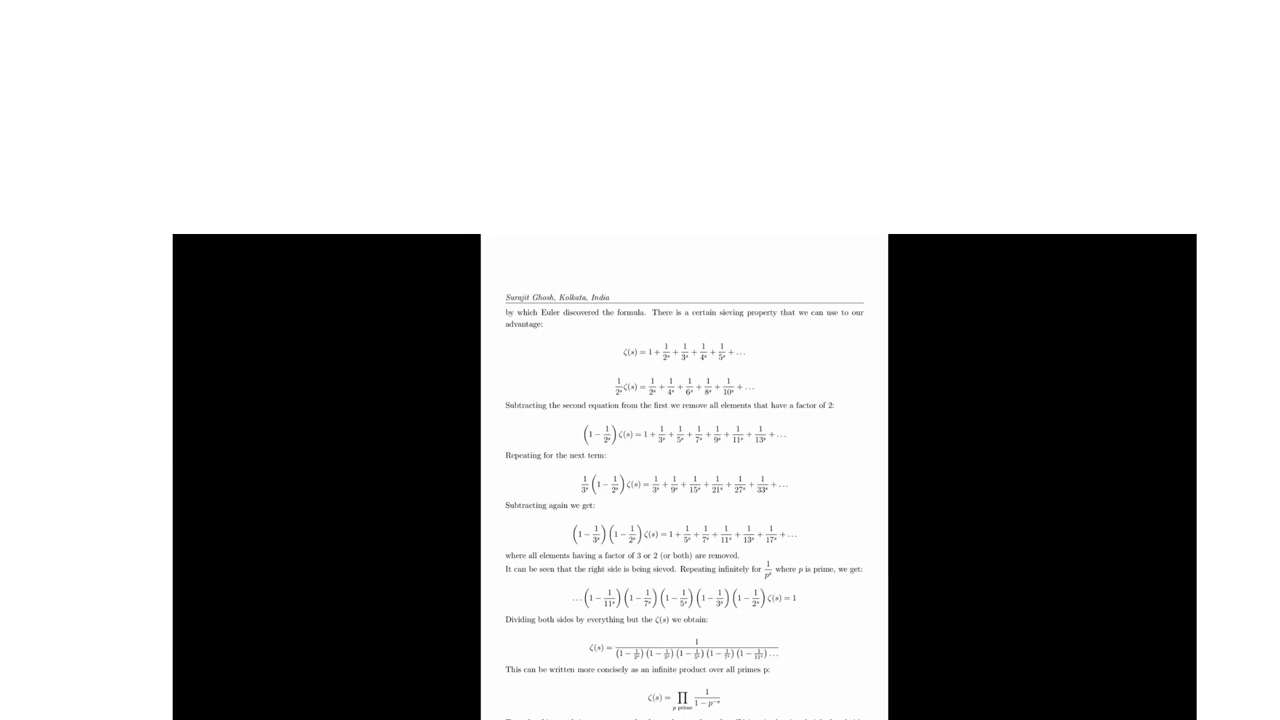 Surajit Ghosh, Kolkata, India
by which Euler discovered the formula. There is a certain sieving property that we can use to our
advantage:
ζ(s) = 1 + 1/2^s + 1/3^s + 1/4^s + 1/5^s + ...
1/2^s ζ(s) = 1/2^s + 1/4^s + 1/6^s + 1/8^s + 1/10^s + ...
Subtracting the second equation from the first we remove all elements that have a factor of 2:
(1 − 1/2^s) ζ(s) = 1 + 1/3^s + 1/5^s + 1/7^s + 1/9^s + 1/11^s + 1/13^s + ...
Repeating for the next term:
1/3^s (1 − 1/2^s) ζ(s) = 1/3^s + 1/9^s + 1/15^s + 1/21^s + 1/27^s + 1/33^s + ...
Subtracting again we get:
(1 − 1/3^s) (1 − 1/2^s) ζ(s) = 1 + 1/5^s + 1/7^s + 1/11^s + 1/13^s + 1/17^s + ...
where all elements having a factor of 3 or 2 (or both) are removed.
It can be seen that the right side is being sieved. Repeating infinitely for 1/p^s where p is prime, we get:
... (1 − 1/11^s) (1 − 1/7^s) (1 − 1/5^s) (1 − 1/3^s) (1 − 1/2^s) ζ(s) = 1
Dividing both sides by everything but the ζ(s) we obtain:
ζ(s) = 1 / (1 − 1/2^s) (1 − 1/3^s) (1 − 1/5^s) (1 − 1/7^s) (1 − 1/11^s) ...
This can be written more concisely as an infinite product over all primes p:
ζ(s) = ∏ p prime 1 / 1 − p^−s